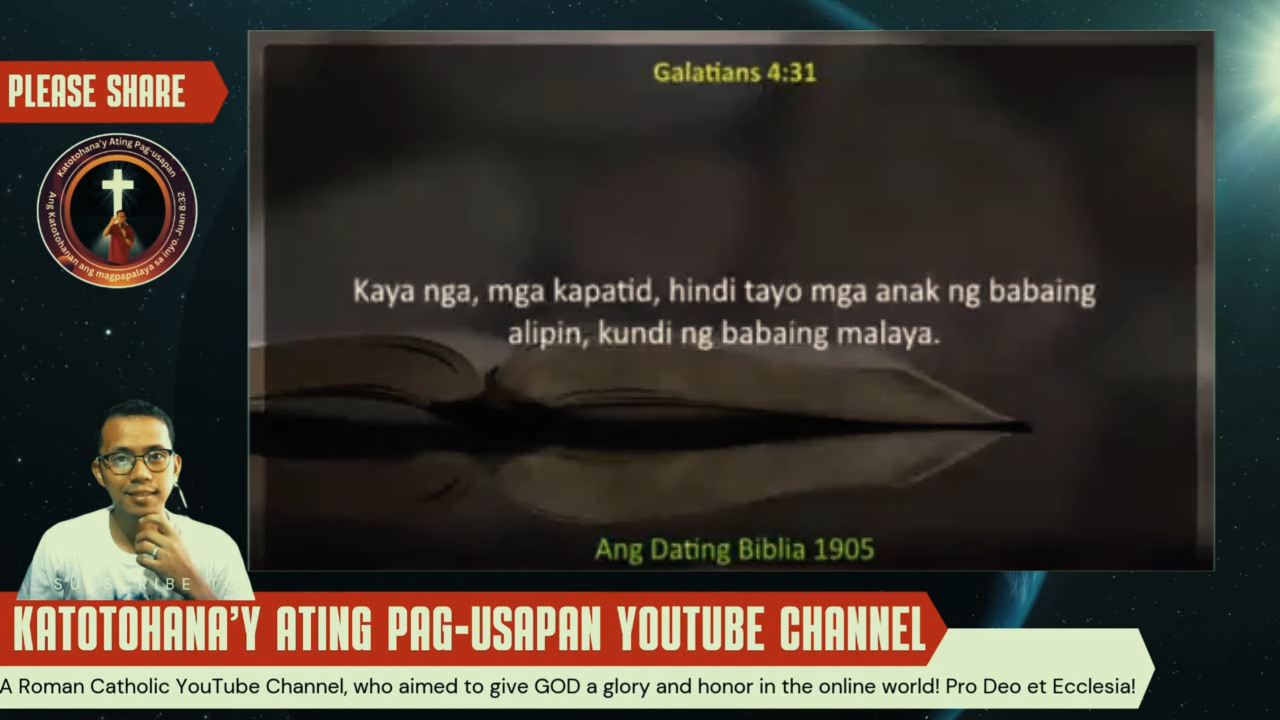 PLEASE SHARE
Katotohana'y Ating Pag-usapan
Ang Katotohanan ang magpapalaya sa inyo. Juan 8:32
Galatians 4:31
Kaya nga, mga kapatid, hindi tayo mga anak ng babaing
alipin, kundi ng babaing malaya.
Ang Dating Biblia 1905
KATOTOHANA'Y ATING PAG-USAPAN YOUTUBE CHANNEL
A Roman Catholic YouTube Channel, who aimed to give GOD a glory and honor in the online world! Pro Deo et Ecclesia!